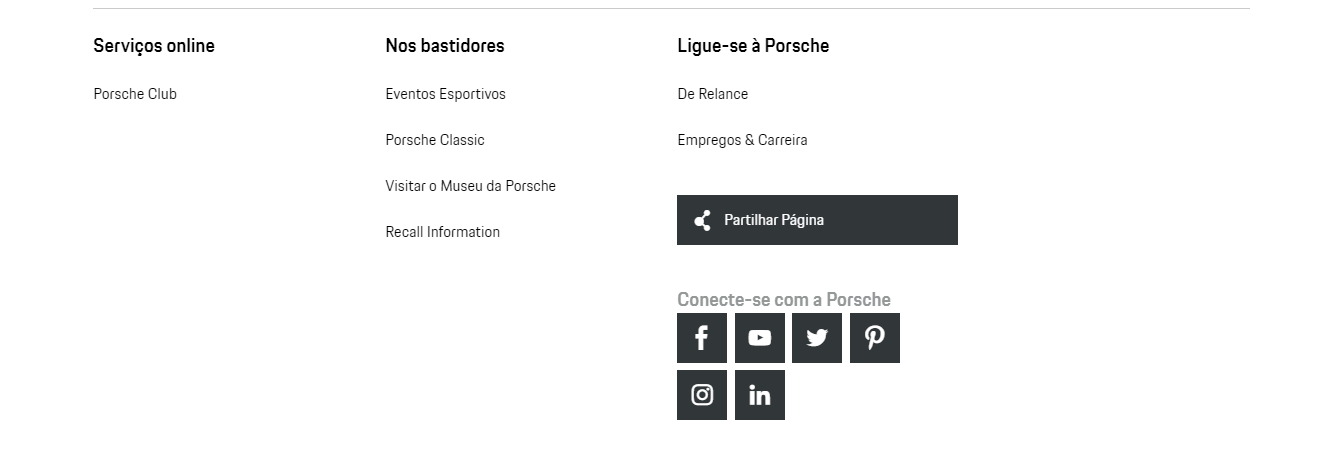 Serviços online
Porsche Club
Nos bastidores
Eventos Esportivos
Porsche Classic
Visitar o Museu da Porsche
Recall Information
Ligue-se à Porsche
De Relance
Empregos & Carreira
Partilhar Página
Conecte-se com a Porsche